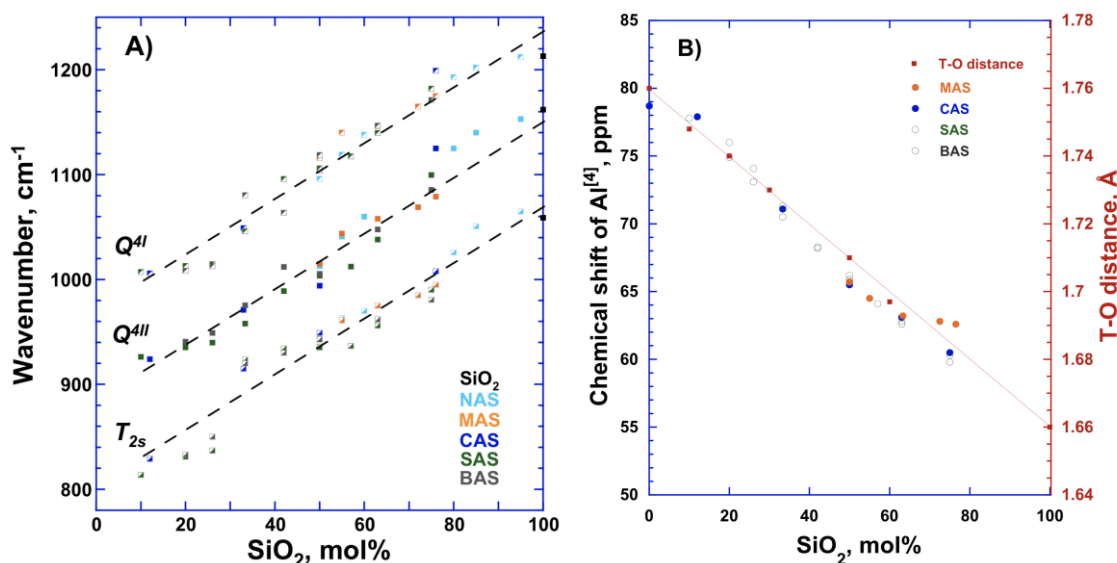 A)
Wavenumber, cm-1
1200
1100
1000
900
800
Q4I
Q4II
T2s
SiO2
NAS
MAS
CAS
SAS
BAS
0 20 40 60 80 100
SiO2, mol%
B)
Chemical shift of Al[4], ppm
85
80
75
70
65
60
55
50
T-O distance
MAS
CAS
SAS
BAS
0 20 40 60 80 100
SiO2, mol%
1.78
1.76
1.74
1.72
1.7
1.68
1.66
1.64
T-O distance. Å